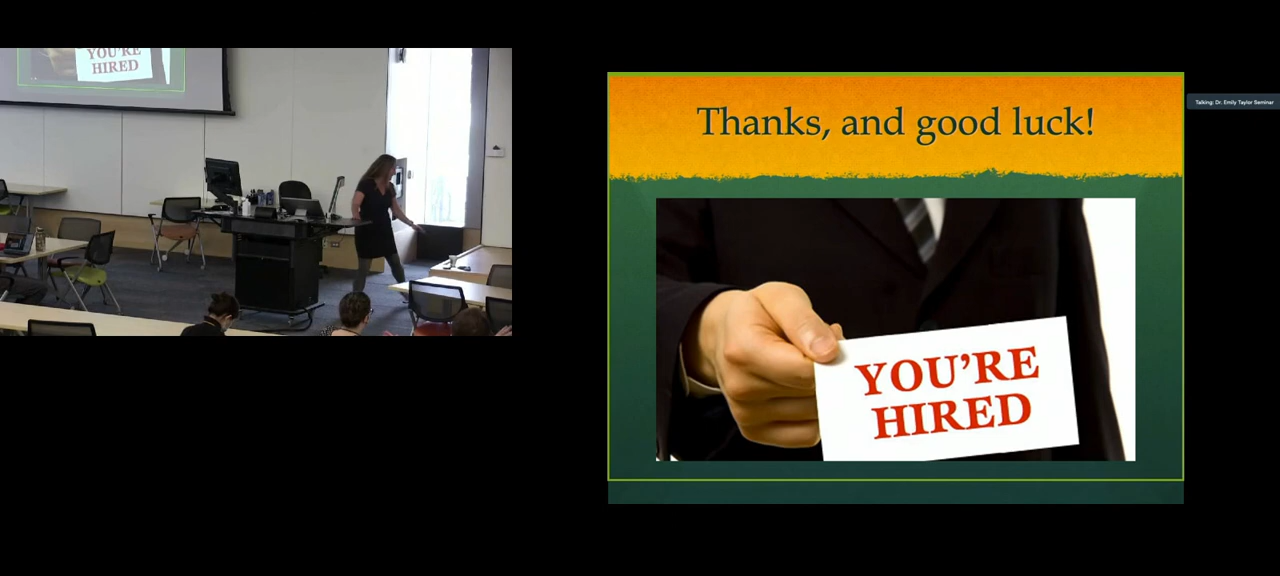 YOU'RE
HIRED
Thanks, and good luck!
YOU'RE
HIRED
Talking: Dr. Emily Taylor Seminar